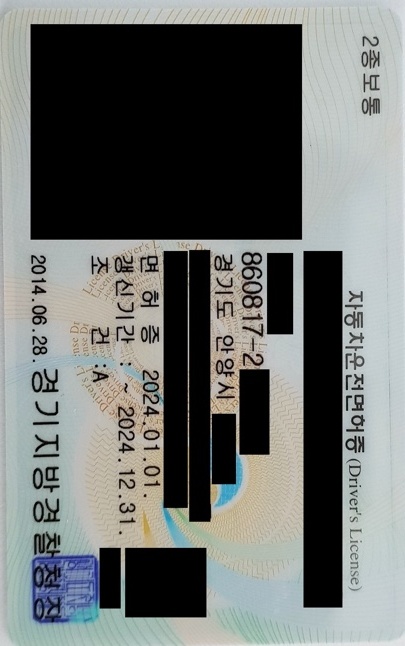 2종보통
자동차운전면허증 (Driver's License)
860817-2
경기도 안양시
면 허 증 2024.01.01.
갱신기간 : ~ 2024.12.31.
조 건 :A
2014.06.28. 경기지방경찰청장